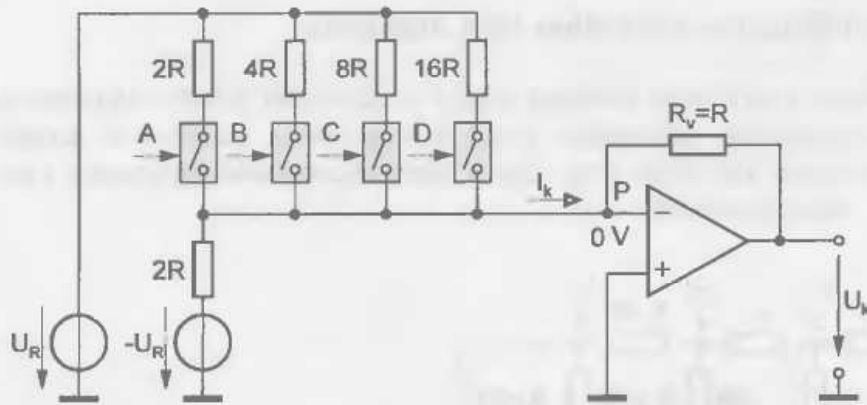 2R 4R 8R 16R
A B C D
R_v=R
I_k P
0 V
2R
U_R -U_R U_k